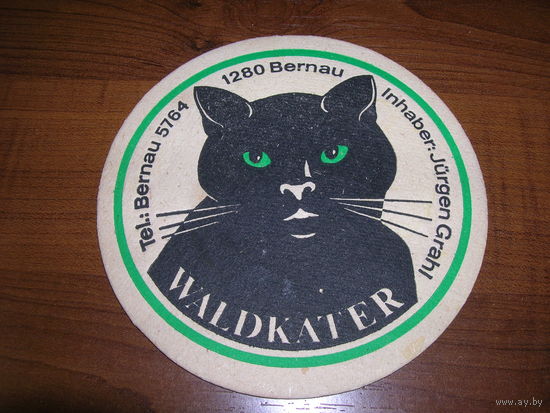 Tel.: Bernau 5764
1280 Bernau
Inhaber: Jürgen Grahl
WALDKATER
www.ay.by